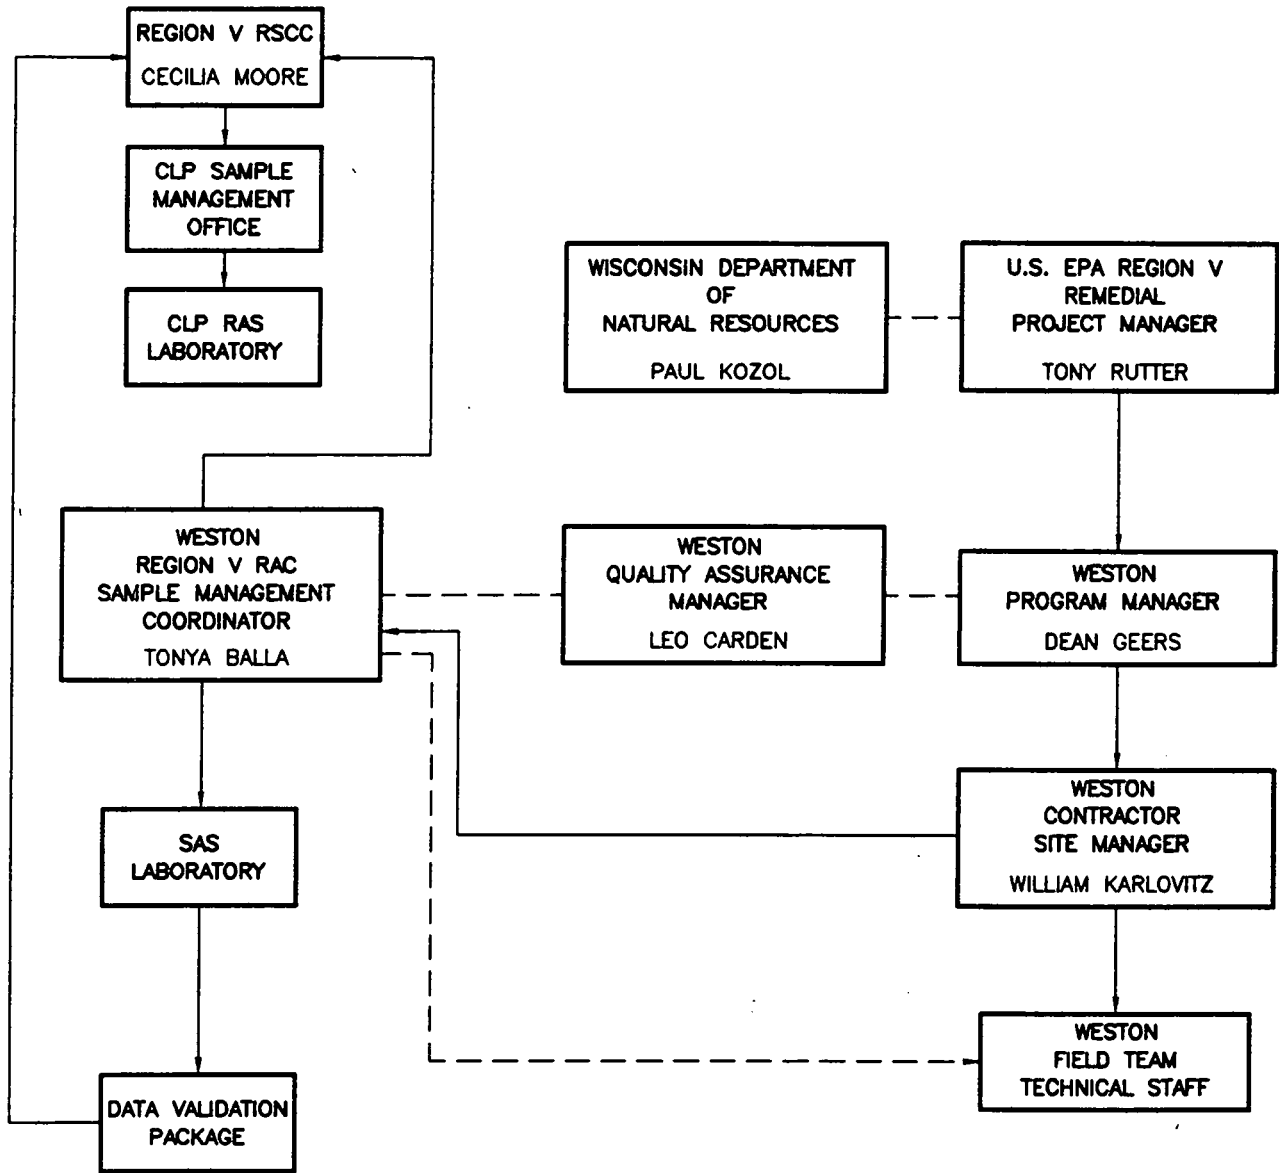 REGION V RSCC
CECILIA MOORE
CLP SAMPLE
MANAGEMENT
OFFICE
CLP RAS
LABORATORY
WISCONSIN DEPARTMENT
OF
NATURAL RESOURCES
PAUL KOZOL
U.S. EPA REGION V
REMEDIAL
PROJECT MANAGER
TONY RUTTER
WESTON
REGION V RAC
SAMPLE MANAGEMENT
COORDINATOR
TONYA BALLA
WESTON
QUALITY ASSURANCE
MANAGER
LEO CARDEN
WESTON
PROGRAM MANAGER
DEAN GEERS
SAS
LABORATORY
WESTON
CONTRACTOR
SITE MANAGER
WILLIAM KARLOVITZ
DATA VALIDATION
PACKAGE
WESTON
FIELD TEAM
TECHNICAL STAFF